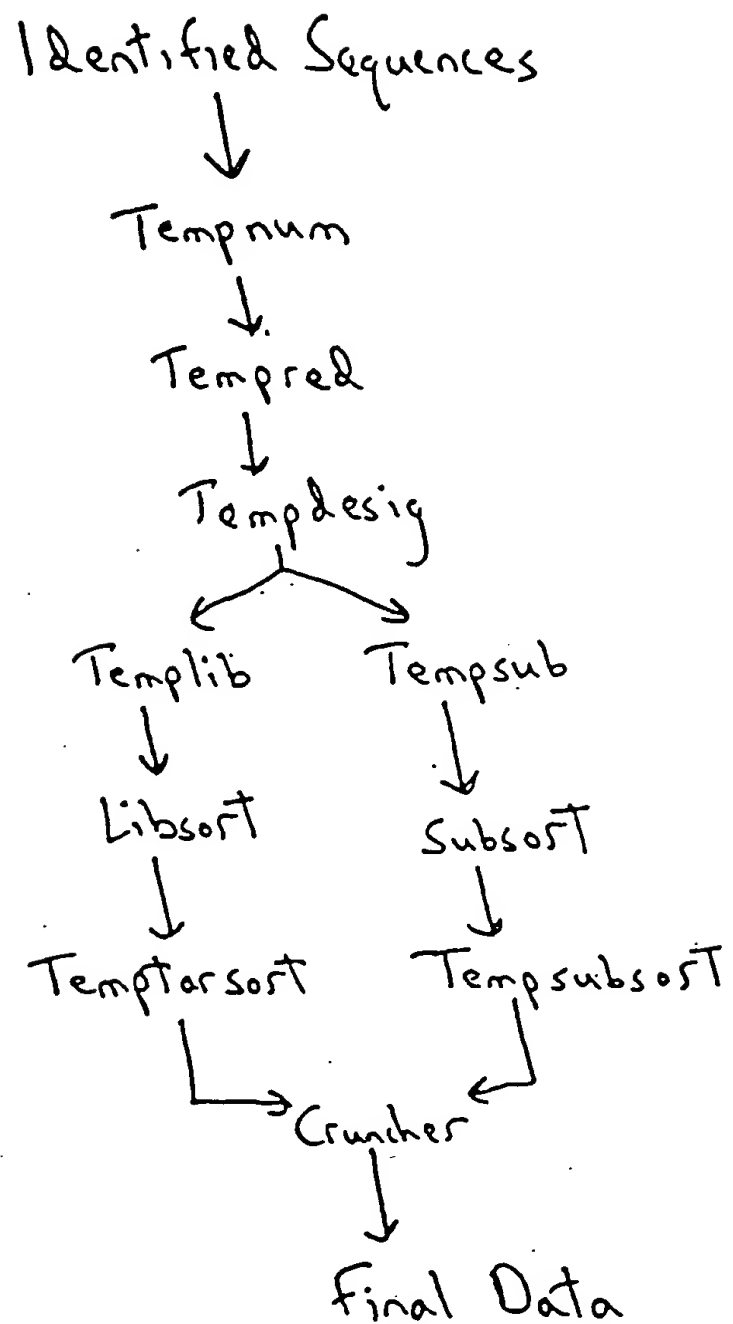 Identified Sequences
Tempnum
Tempred
Tempdesig
Templib Tempsub
Libsort Subsort
Temptarsort Tempsubsort
Cruncher
Final Data